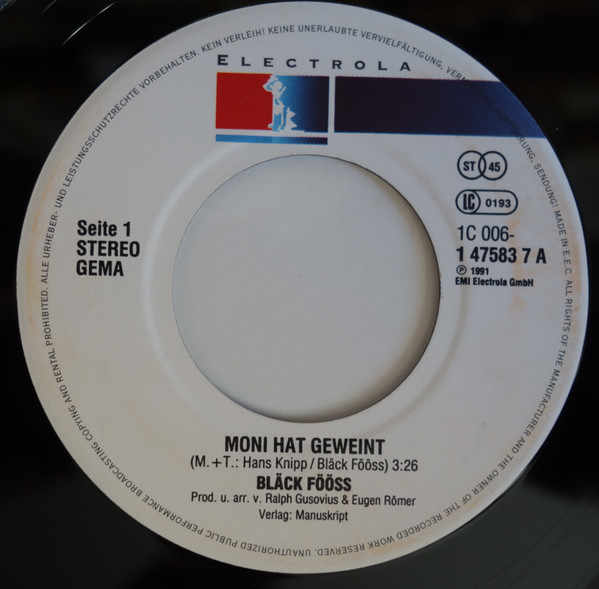 ELECTROLA
ALLE URHEBER- UND LEISTUNGSSCHUTZRECHTE VORBEHALTEN. KEIN VERLEIH! KEINE UNERLAUBTE VERVIELFÄLTIGUNG, VERMIETUNG, AUFFÜHRUNG, SENDUNG! MADE IN E.E.C. ALL RIGHTS OF THE MANUFACTURER AND THE OWNER OF THE RECORDED WORK RESERVED. UNAUTHORIZED PUBLIC PERFORMANCE BROADCASTING COPYING AND RENTAL PROHIBITED.
ST 45
LC 0193
Seite 1
STEREO
GEMA
1C 006-
1 47583 7 A
Ⓟ 1991
EMI Electrola GmbH
MONI HAT GEWEINT
(M.+T.: Hans Knipp / Bläck Fööss) 3:26
BLÄCK FÖÖSS
Prod. u. arr. v. Ralph Gusovius & Eugen Römer
Verlag: Manuskript